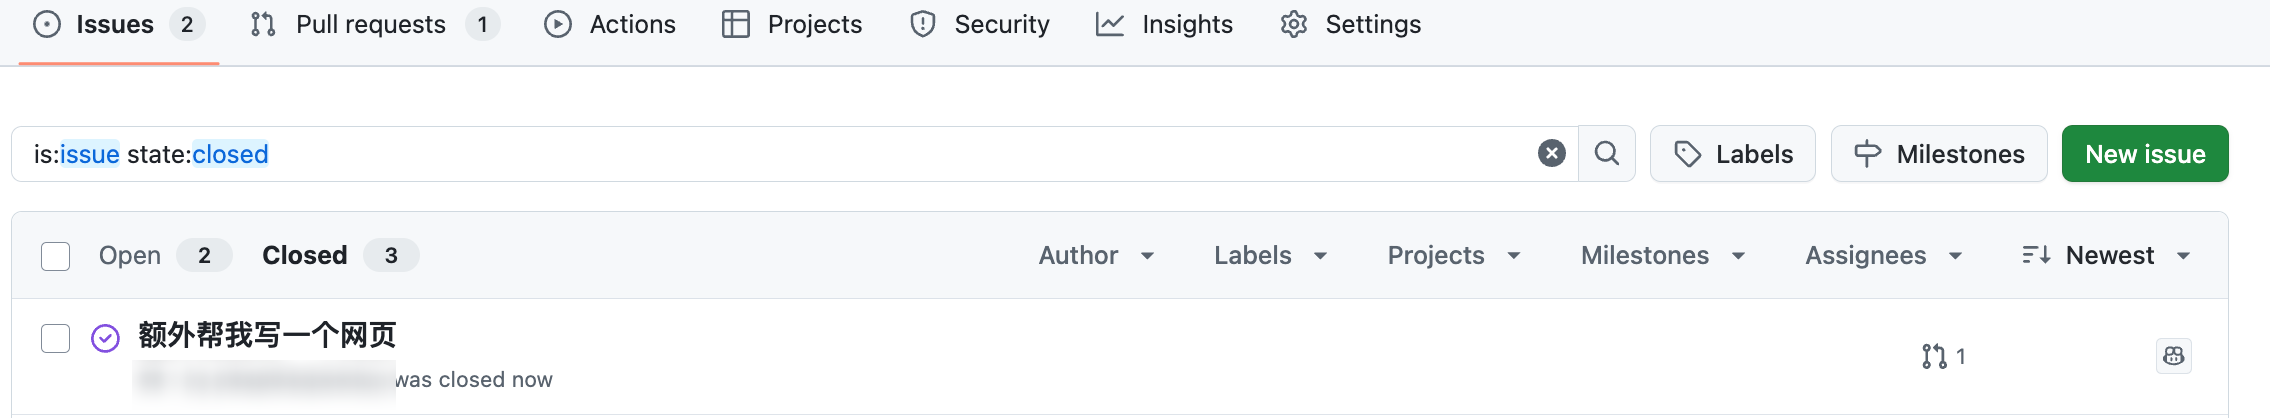 Issues 2 Pull requests 1 Actions Projects Security Insights Settings
is:issue state:closed Labels Milestones New issue
Open 2 Closed 3 Author Labels Projects Milestones Assignees Newest
额外帮我写一个网页
was closed now 1